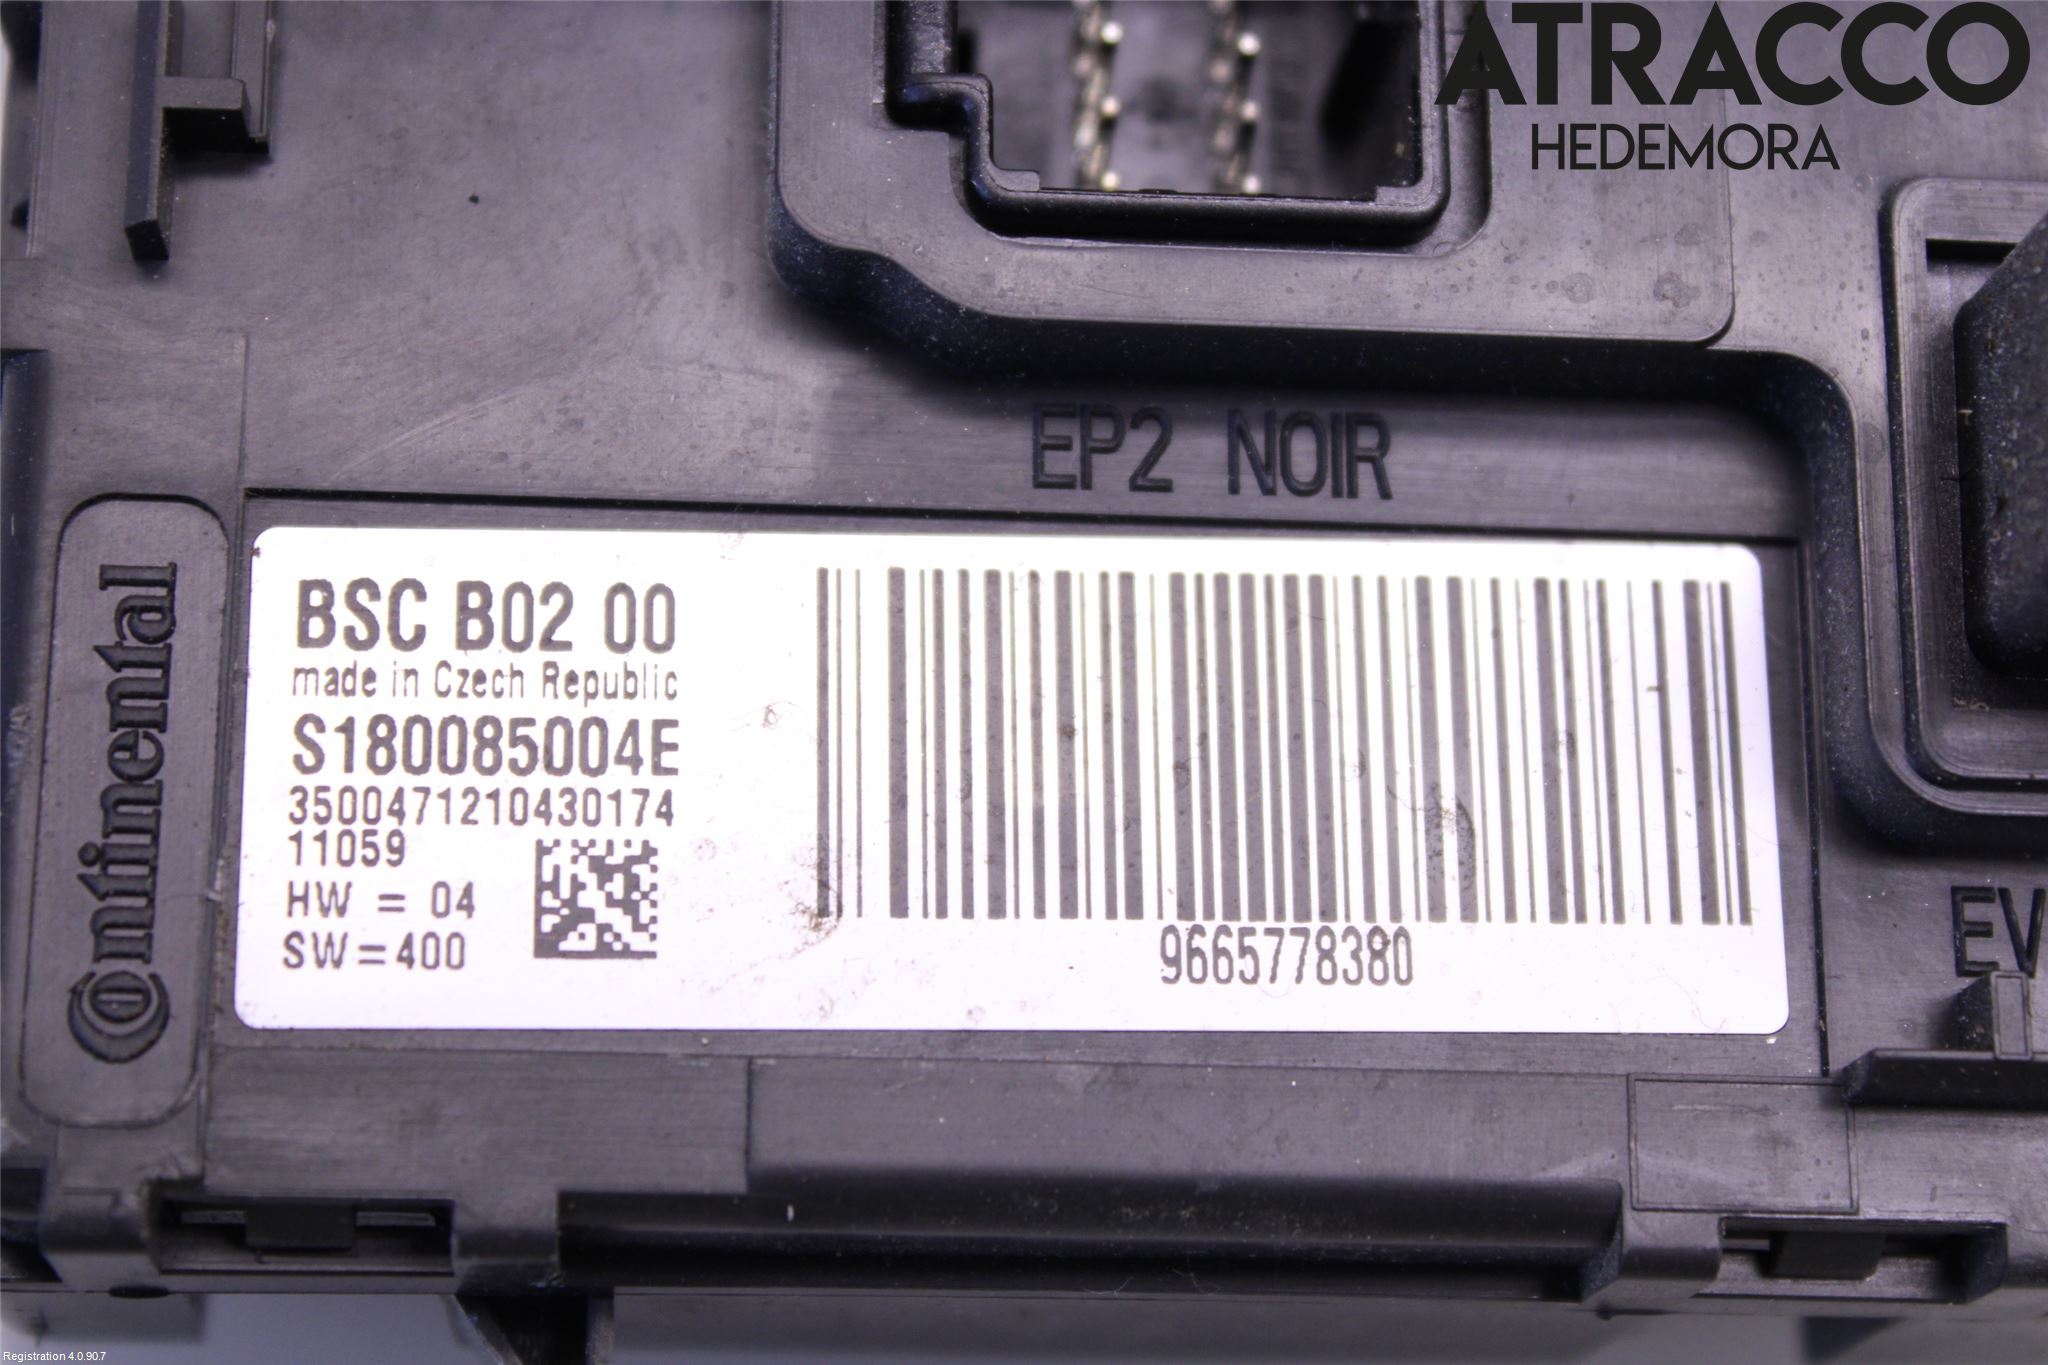 ATRACCO
HEDEMORA
EP2 NOIR
Continental
BSC B02 00
made in Czech Republic
S180085004E
3500471210430174
11059
HW = 04
SW=400
9665778380
EV
Registration 4.0.90.7